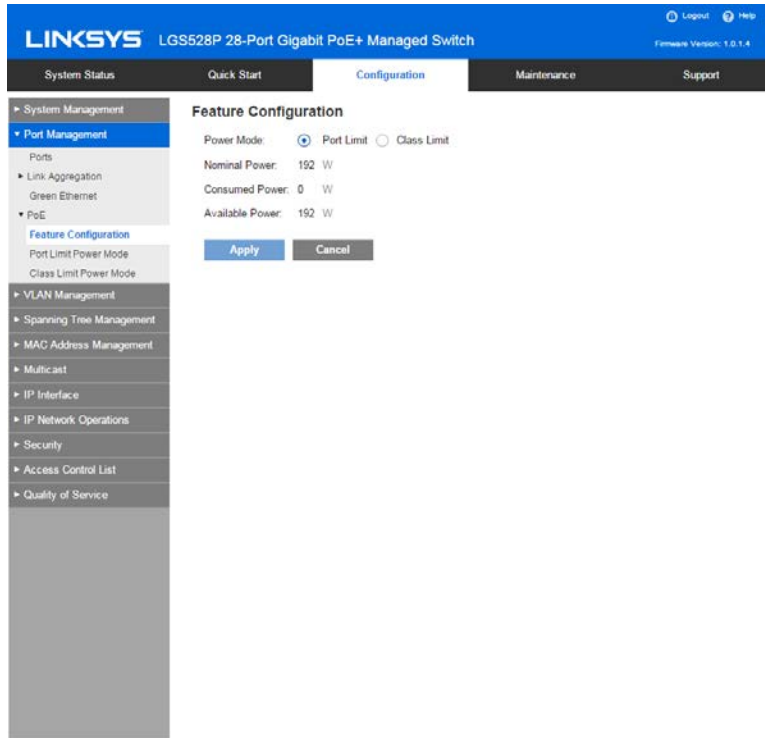 Logout Help
LINKSYS LGS528P 28-Port Gigabit PoE+ Managed Switch
Firmware Version: 1.0.1.4
System Status Quick Start Configuration Maintenance Support
System Management
Port Management
Ports
Link Aggregation
Green Ethernet
PoE
Feature Configuration
Port Limit Power Mode
Class Limit Power Mode
VLAN Management
Spanning Tree Management
MAC Address Management
Multicast
IP Interface
IP Network Operations
Security
Access Control List
Quality of Service
Feature Configuration
Power Mode: Port Limit Class Limit
Nominal Power: 192 W
Consumed Power: 0 W
Available Power: 192 W
Apply Cancel